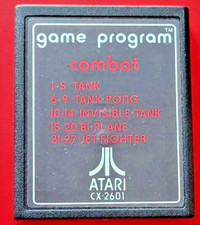 game program™
combat
1-5 TANK
6-9 TANK-PONG
10-14 INVISIBLE TANK
15-20 BI-PLANE
21-27 JET-FIGHTER
ATARI
CX-2601